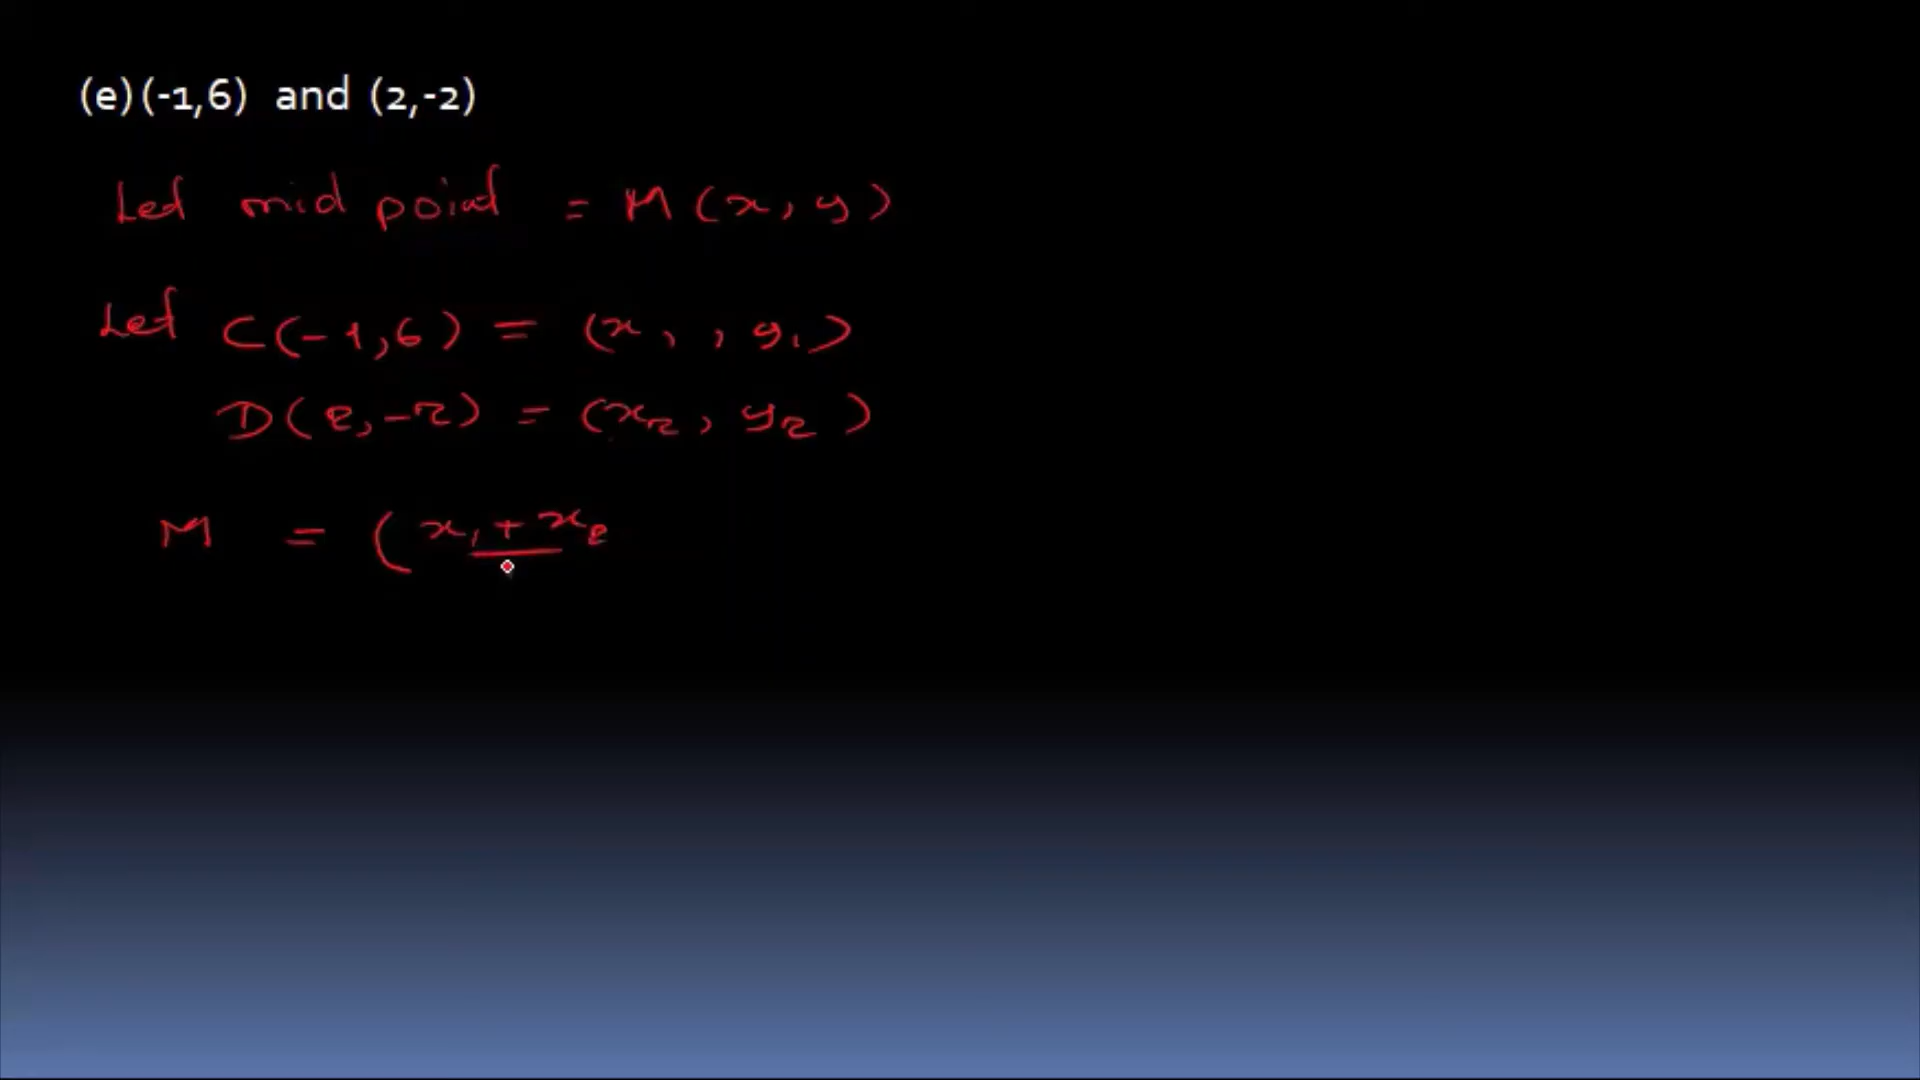 (e)(-1,6) and (2,-2)
Let mid point = M(x, y)
Let C(-1,6) = (x₁, y₁)
D(2,-2) = (x₂, y₂)
M = (x₁+x₂